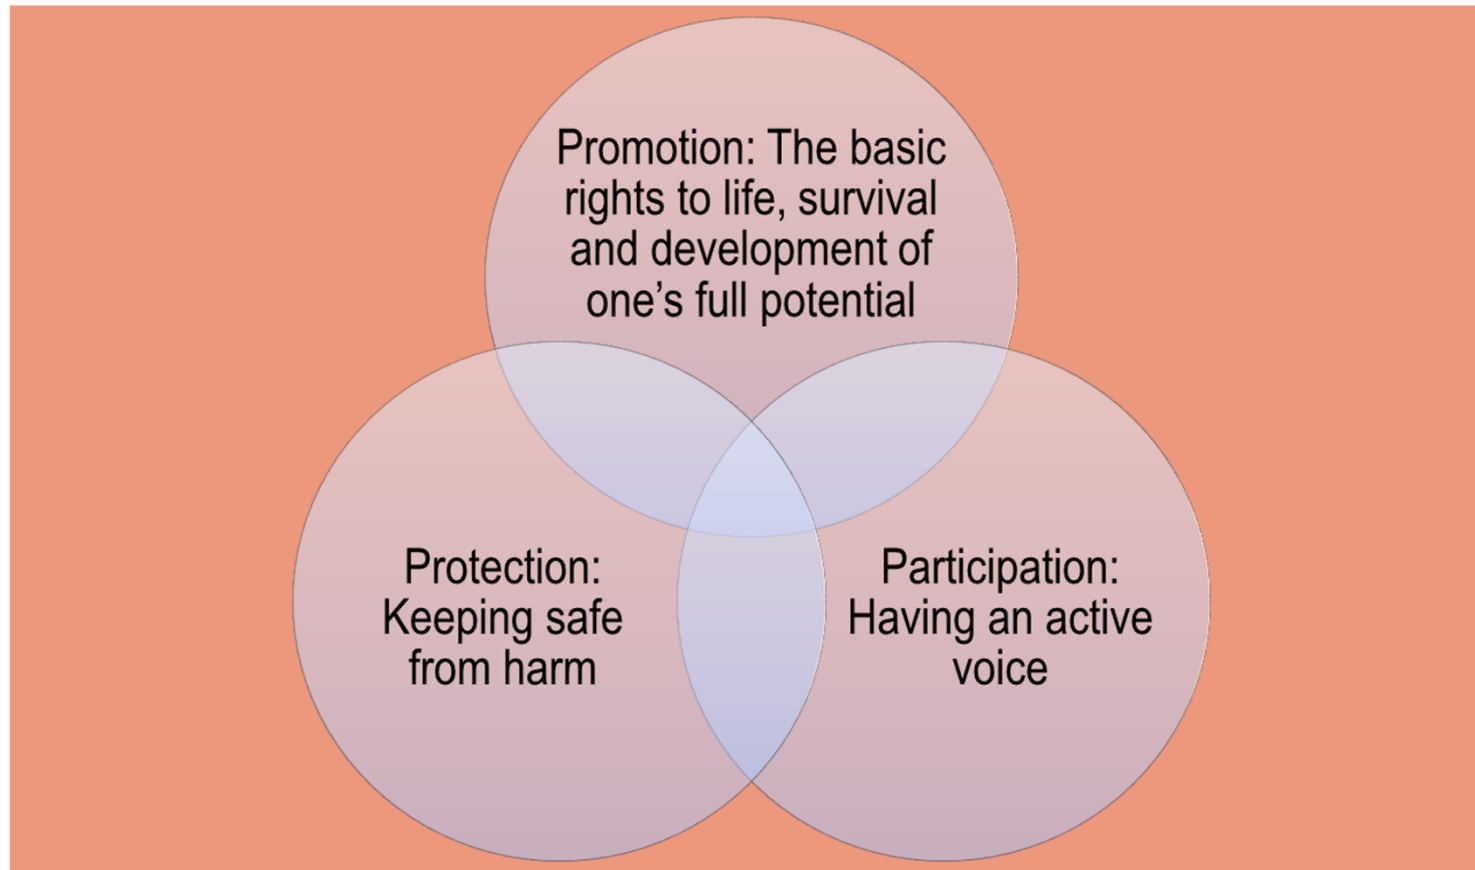 Promotion: The basic
rights to life, survival
and development of
one’s full potential
Protection:
Keeping safe
from harm
Participation:
Having an active
voice